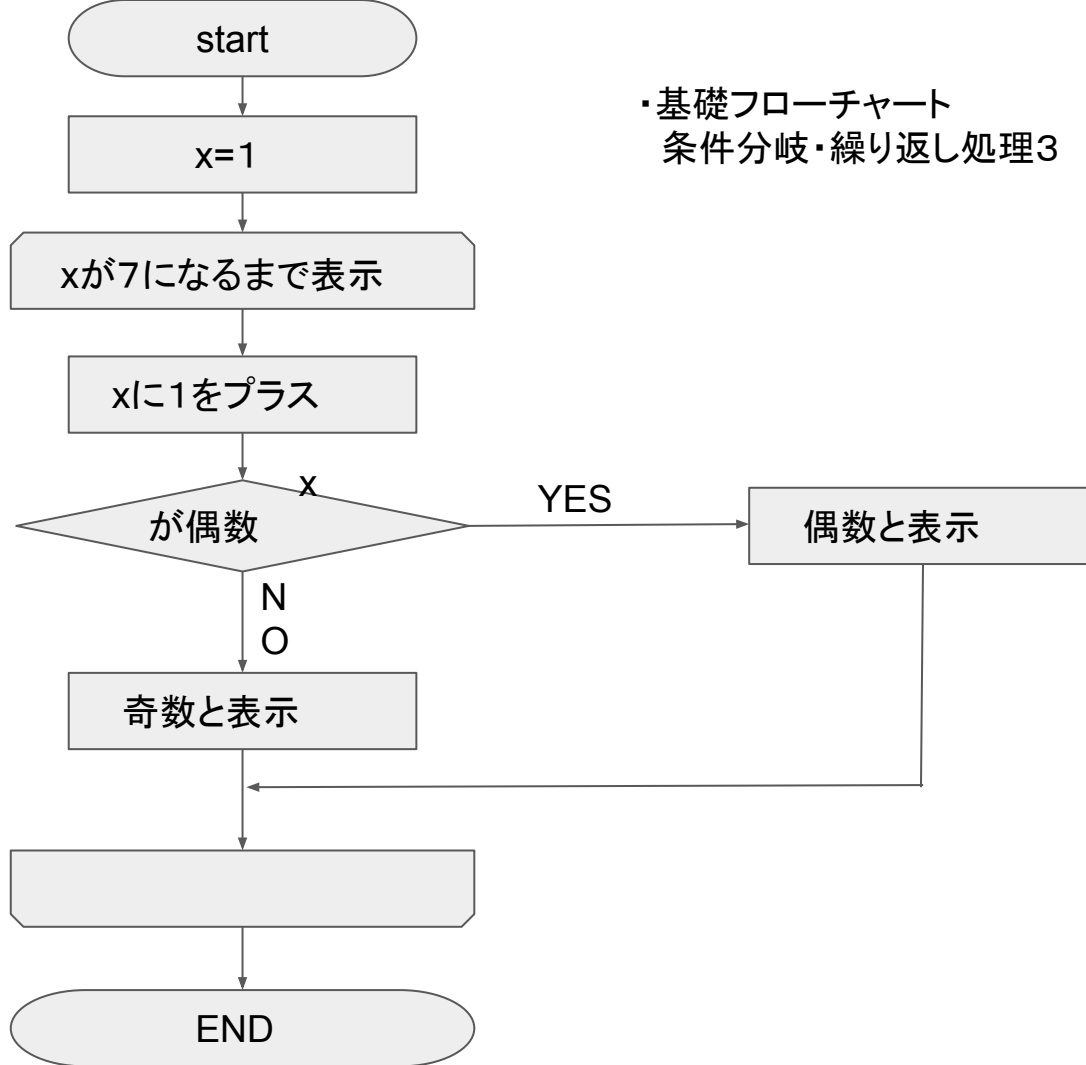 start
・基礎フローチャート
条件分岐・繰り返し処理3
x=1
xが7になるまで表示
xに1をプラス
x
が偶数
YES
偶数と表示
N
O
奇数と表示
END